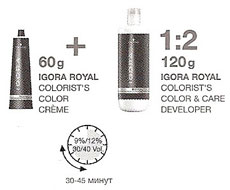 +
1:2
60g
IGORA ROYAL
COLORIST'S
COLOR
CRÈME
120g
IGORA ROYAL
COLORIST'S
COLOR & CARE
DEVELOPER
9%/12%
30/40 Vol.
30-45 минут